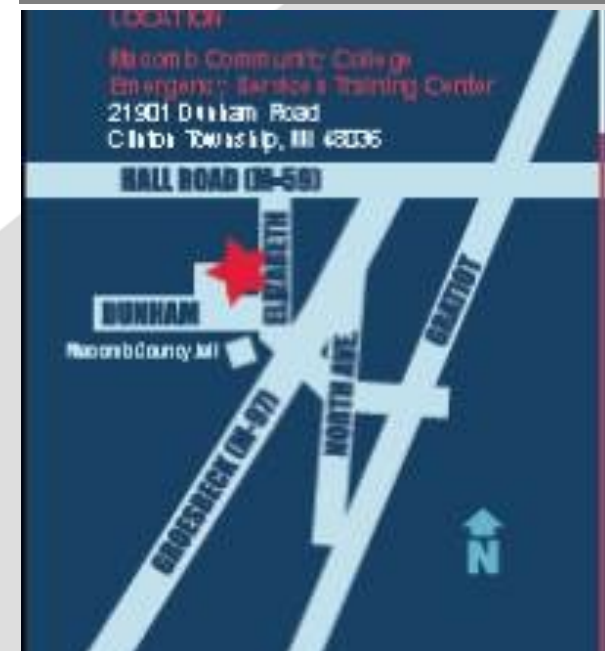 LOCATION
Macomb Community College
Emergency Services Training Center
21901 Dunham Road
Clinton Township, MI 48036
HALL ROAD (M-59)
ELIZABETH
DUNHAM
GRATIOT
Macomb County Jail
NORTH AVE.
GROESBECK (M-97)
N